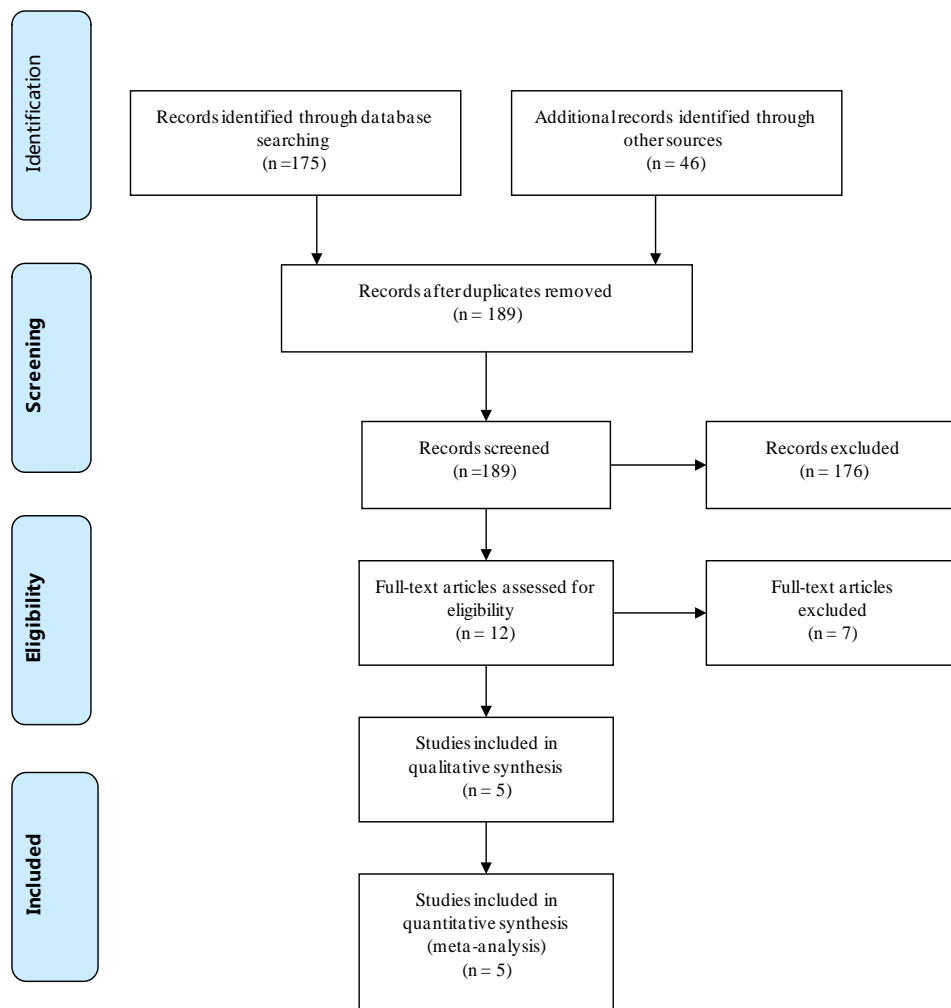 Identification
Records identified through database
searching
(n =175)
Additional records identified through
other sources
(n = 46)
Screening
Records after duplicates removed
(n = 189)
Records screened
(n =189)
Records excluded
(n = 176)
Eligibility
Full-text articles assessed for
eligibility
(n = 12)
Full-text articles
excluded
(n = 7)
Studies included in
qualitative synthesis
(n = 5)
Included
Studies included in
quantitative synthesis
(meta-analysis)
(n = 5)